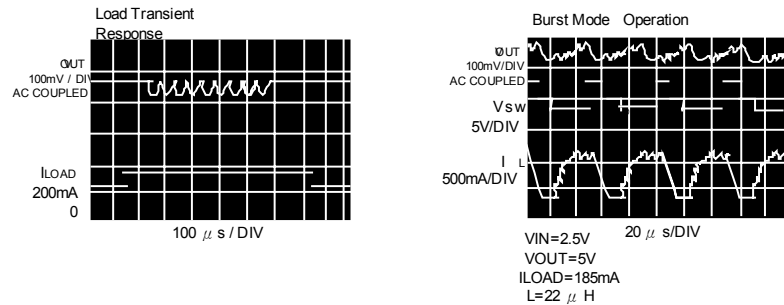 Load Transient
Response
VOUT
100mV / DIV
AC COUPLED
ILOAD
200mA
0
100 μ s / DIV
Burst Mode Operation
VOUT
100mV/DIV
AC COUPLED
Vsw
5V/DIV
I L
500mA/DIV
20 μ s/DIV
VIN=2.5V
VOUT=5V
ILOAD=185mA
L=22 μ H